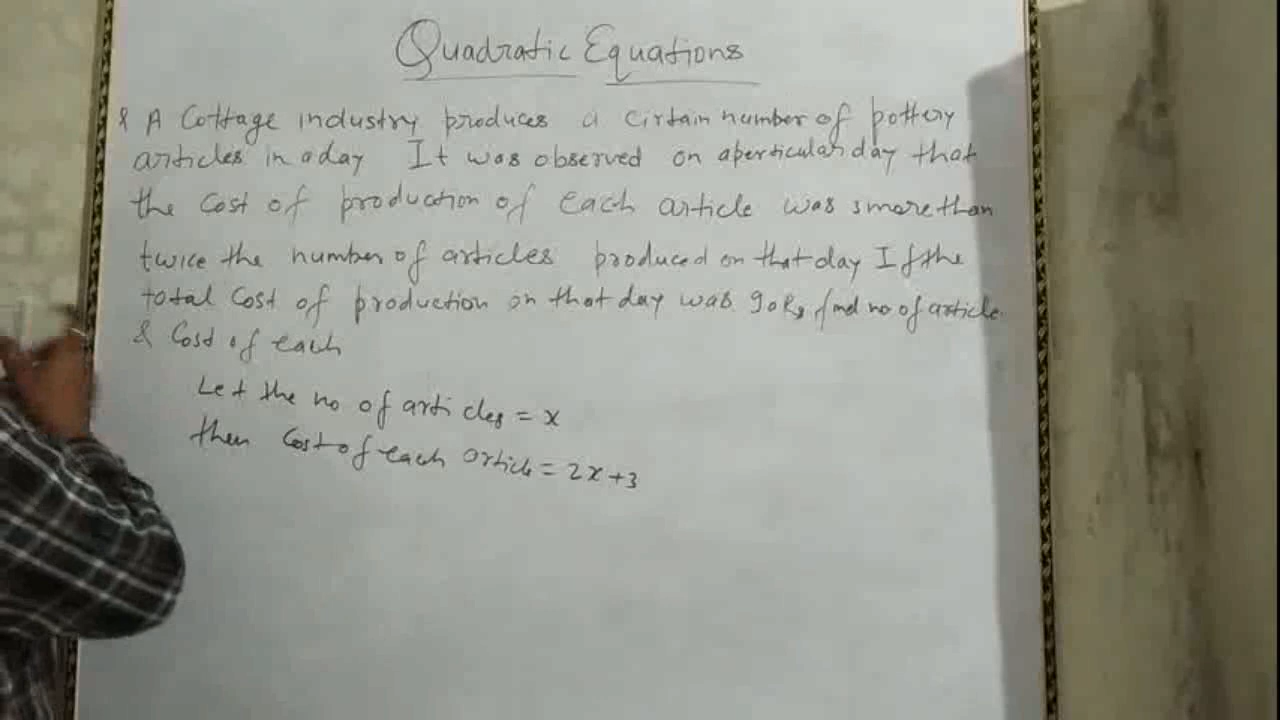 Quadratic Equations
& A Cottage industry produces a cirtain number of pottery
articles in a day It was observed on aperticular day that
the cost of production of each article was 3 more than
twice the number of articles produced on that day If the
total cost of production on that day was 90 Rs find no of article
& Cost of each
Let the no of articles = x
then Cost of each article = 2x+3